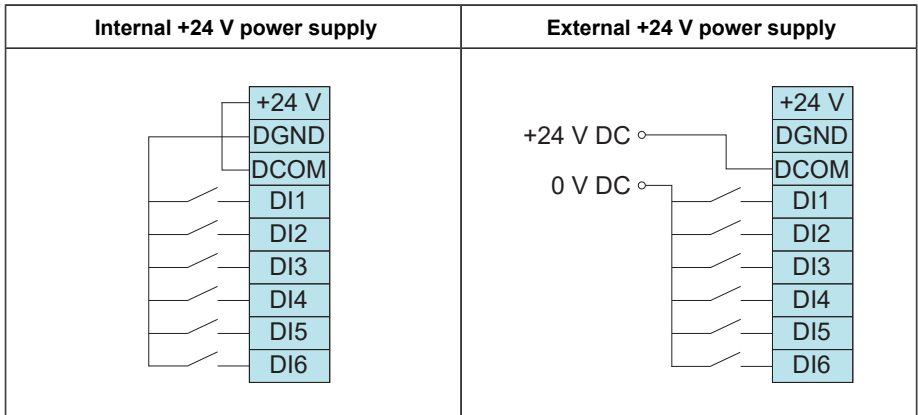 Internal +24 V power supply
External +24 V power supply
+24 V
DGND
DCOM
DI1
DI2
DI3
DI4
DI5
DI6
+24 V DC
0 V DC
+24 V
DGND
DCOM
DI1
DI2
DI3
DI4
DI5
DI6